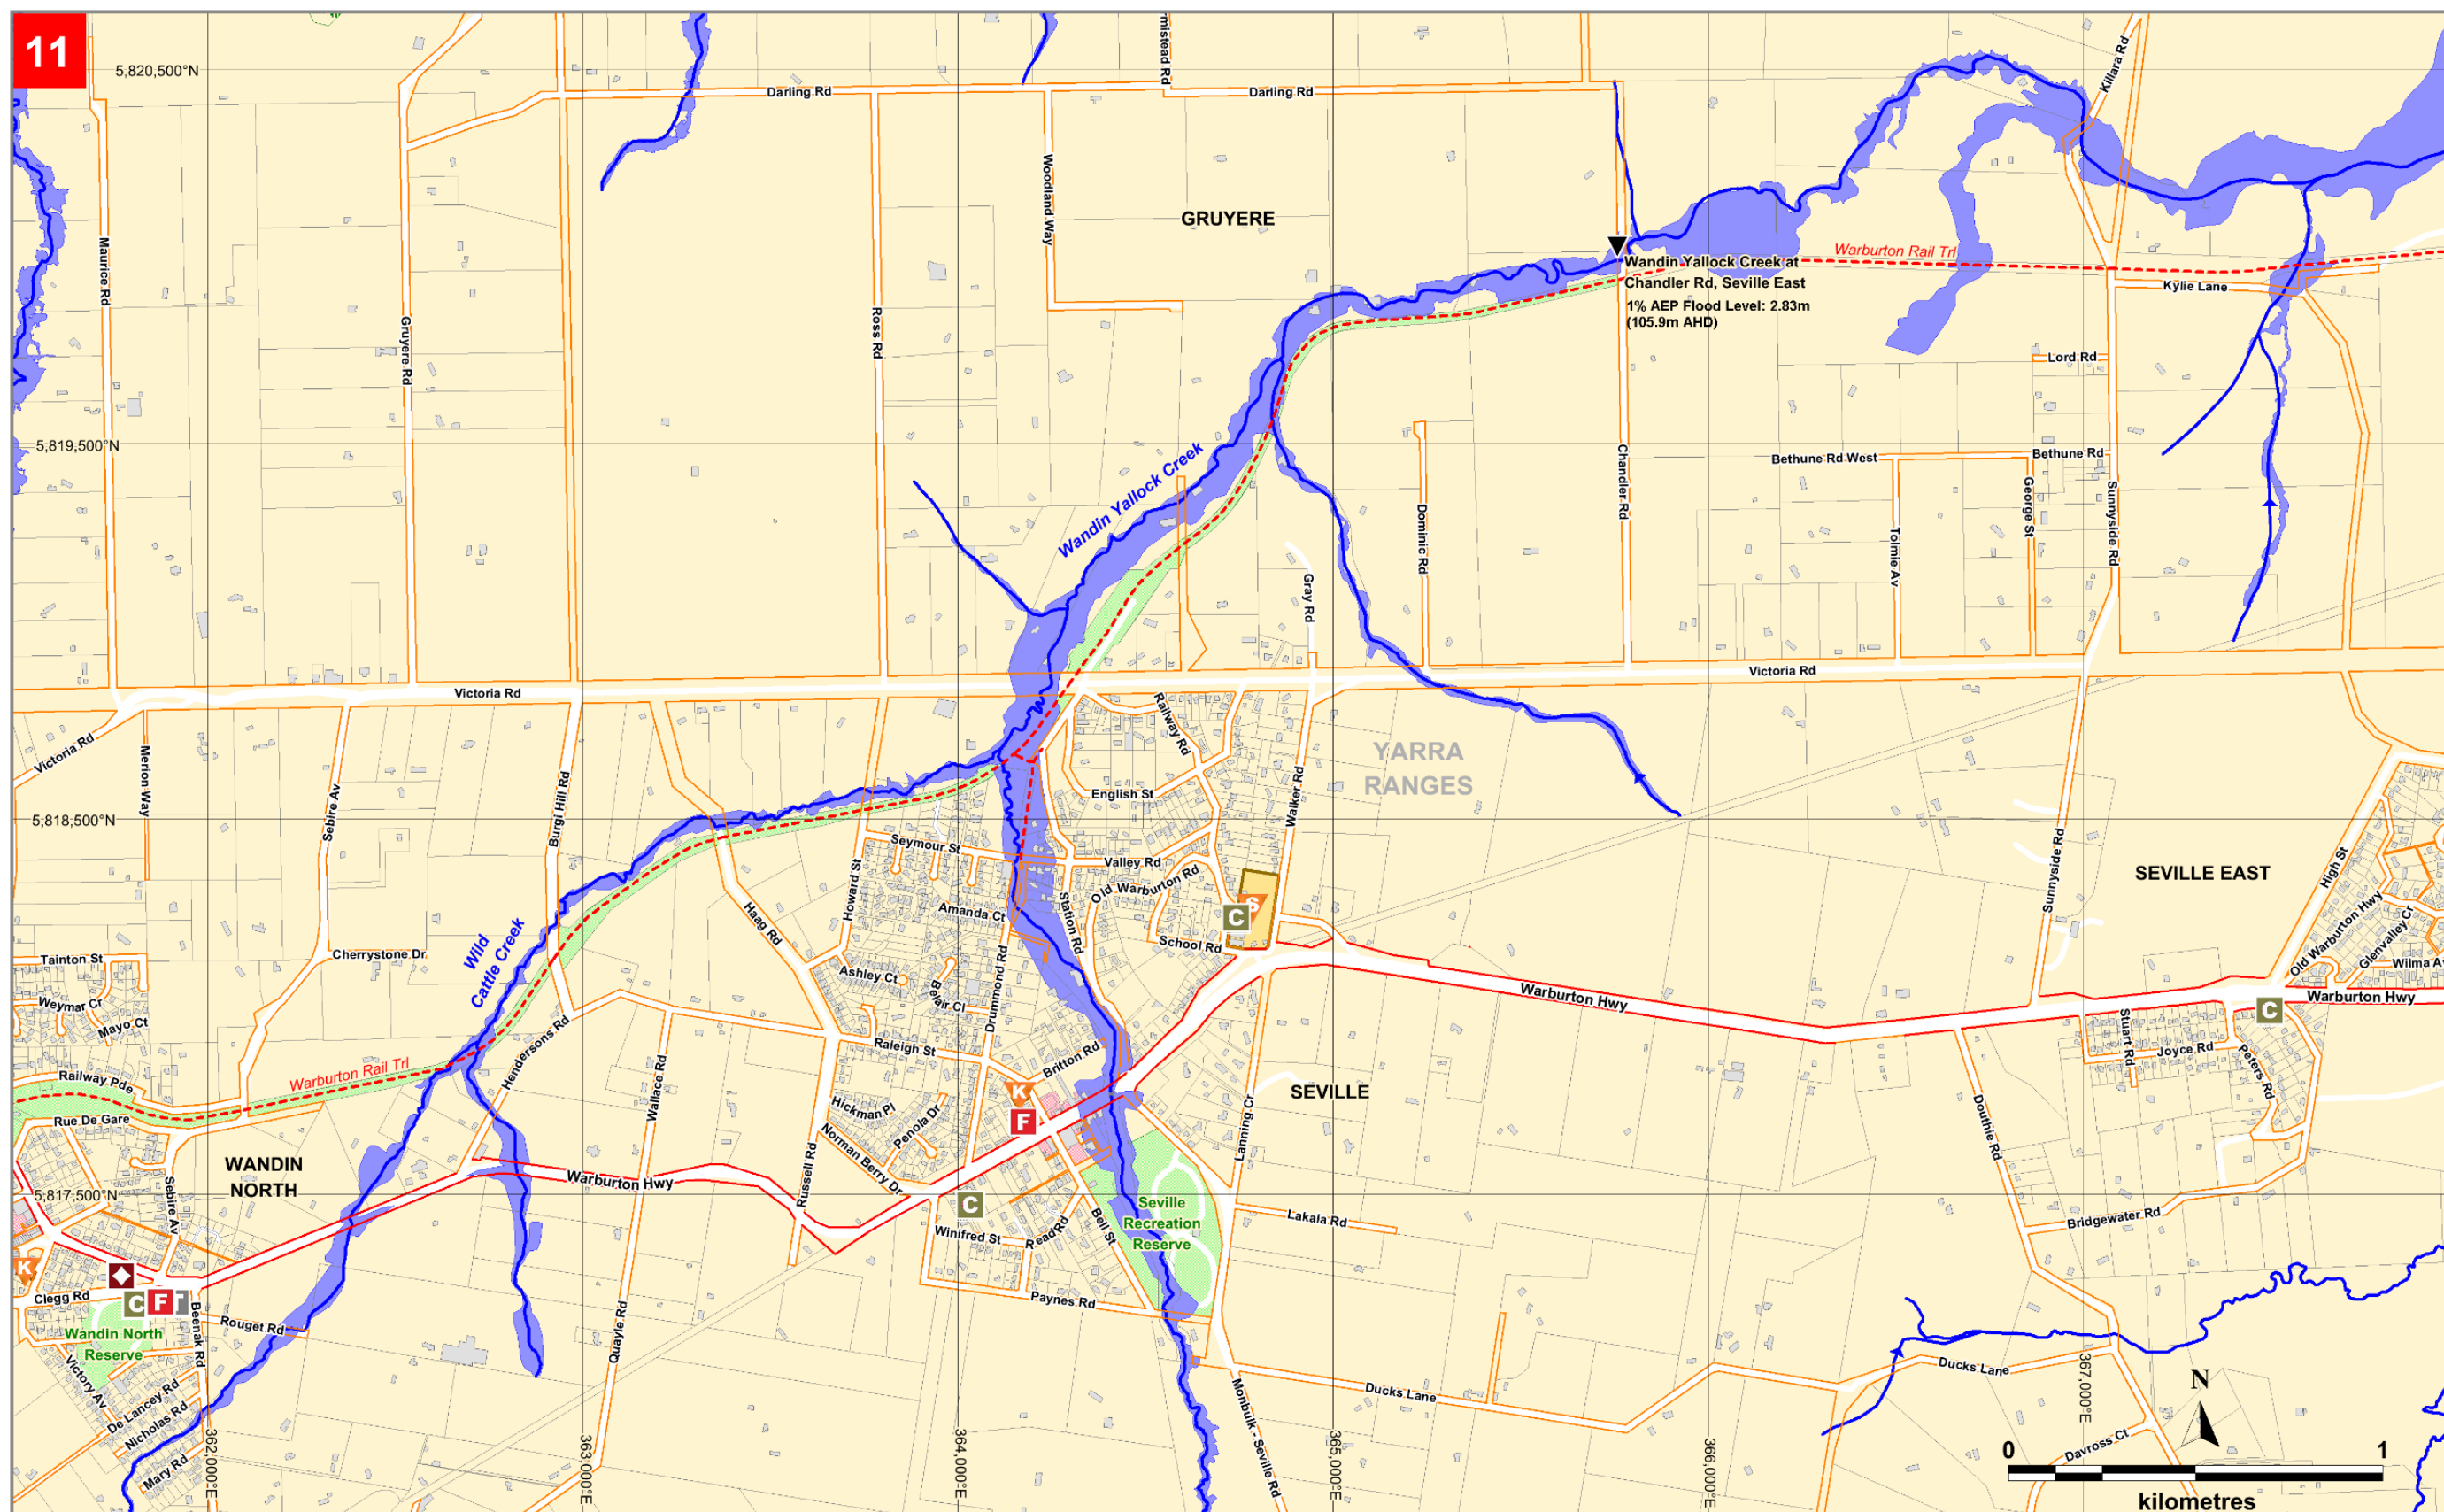 11
5,820,500°N
Darling Rd
rmistead Rd
Darling Rd
Killara Rd
Maurice Rd
Gruyere Rd
Ross Rd
Woodland Way
GRUYERE
Wandin Yallock Creek at
Chandler Rd, Seville East
1% AEP Flood Level: 2.83m
(105.9m AHD)
Warburton Rail Trl
Kylie Lane
Lord Rd
5,819,500°N
Wandin Yallock Creek
Bethune Rd West
Bethune Rd
Chandler Rd
Dominic Rd
Gray Rd
Tolmie Av
George St
Sunnyside Rd
Victoria Rd
Victoria Rd
Victoria Rd
Merion Way
Sebire Av
Burgi Hill Rd
Railway Rd
English St
Walker Rd
YARRA
RANGES
5,818,500°N
Seymour St
Valley Rd
Old Warburton Rd
Howard St
Haag Rd
Amanda Ct
Station Rd
S
C
School Rd
Sunnyside Rd
SEVILLE EAST
High St
Old Warburton Hwy
Glenvalley Cr
Wilma A
Tainton St
Weymar Cr
Mayo Ct
Cherrystone Dr
Wild
Cattle Creek
Ashley Ct
Belair Cl
Drummond Rd
Warburton Hwy
Warburton Hwy
C
Stuart Rd
Joyce Rd
Peters Rd
Railway Pde
Rue De Gare
Warburton Rail Trl
Hendersons Rd
Wallace Rd
Raleigh St
Britton Rd
K
F
SEVILLE
Hickman Pl
Penola Dr
Norman Berry Dr
Russell Rd
Lanning Cr
Douthie Rd
WANDIN
NORTH
5,817,500°N
Sebire Av
Warburton Hwy
C
Winifred St
Read Rd
Bell St
Seville
Recreation
Reserve
Lakala Rd
Bridgewater Rd
K
Clegg Rd
C
F
Rouget Rd
Beenak Rd
Wandin North
Reserve
Victory Av
De Lancey Rd
Nicholas Rd
Mary Rd
Quayle Rd
Paynes Rd
Monbulk - Seville Rd
Ducks Lane
Ducks Lane
Davross Ct
362,000°E
363,000°E
364,000°E
365,000°E
366,000°E
367,000°E
N
0
1
kilometres